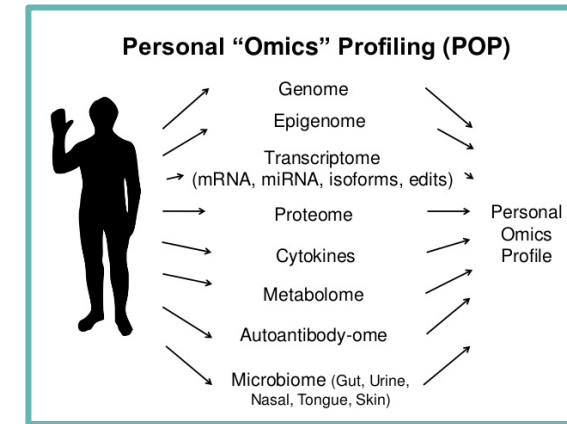 Personal “Omics” Profiling (POP)
Genome
Epigenome
Transcriptome
(mRNA, miRNA, isoforms, edits)
Proteome
Cytokines
Metabolome
Autoantibody-ome
Microbiome (Gut, Urine,
Nasal, Tongue, Skin)
Personal
Omics
Profile